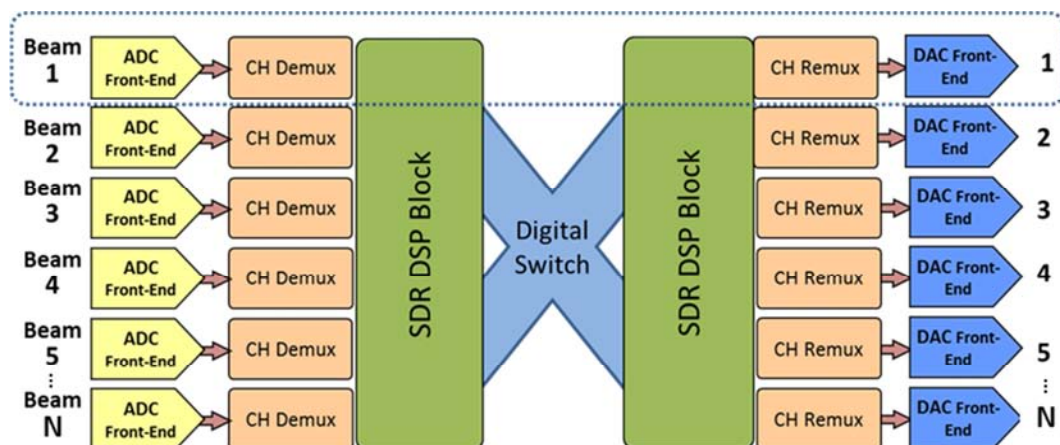 Beam
1
ADC
Front-End
CH Demux
CH Remux
DAC Front-
End
1
Beam
2
ADC
Front-End
CH Demux
CH Remux
DAC Front-
End
2
Beam
3
ADC
Front-End
CH Demux
CH Remux
DAC Front-
End
3
Beam
4
ADC
Front-End
CH Demux
CH Remux
DAC Front-
End
4
Beam
5
ADC
Front-End
CH Demux
CH Remux
DAC Front-
End
5
Beam
N
ADC
Front-End
CH Demux
CH Remux
DAC Front-
End
N
SDR DSP Block
Digital
Switch
SDR DSP Block